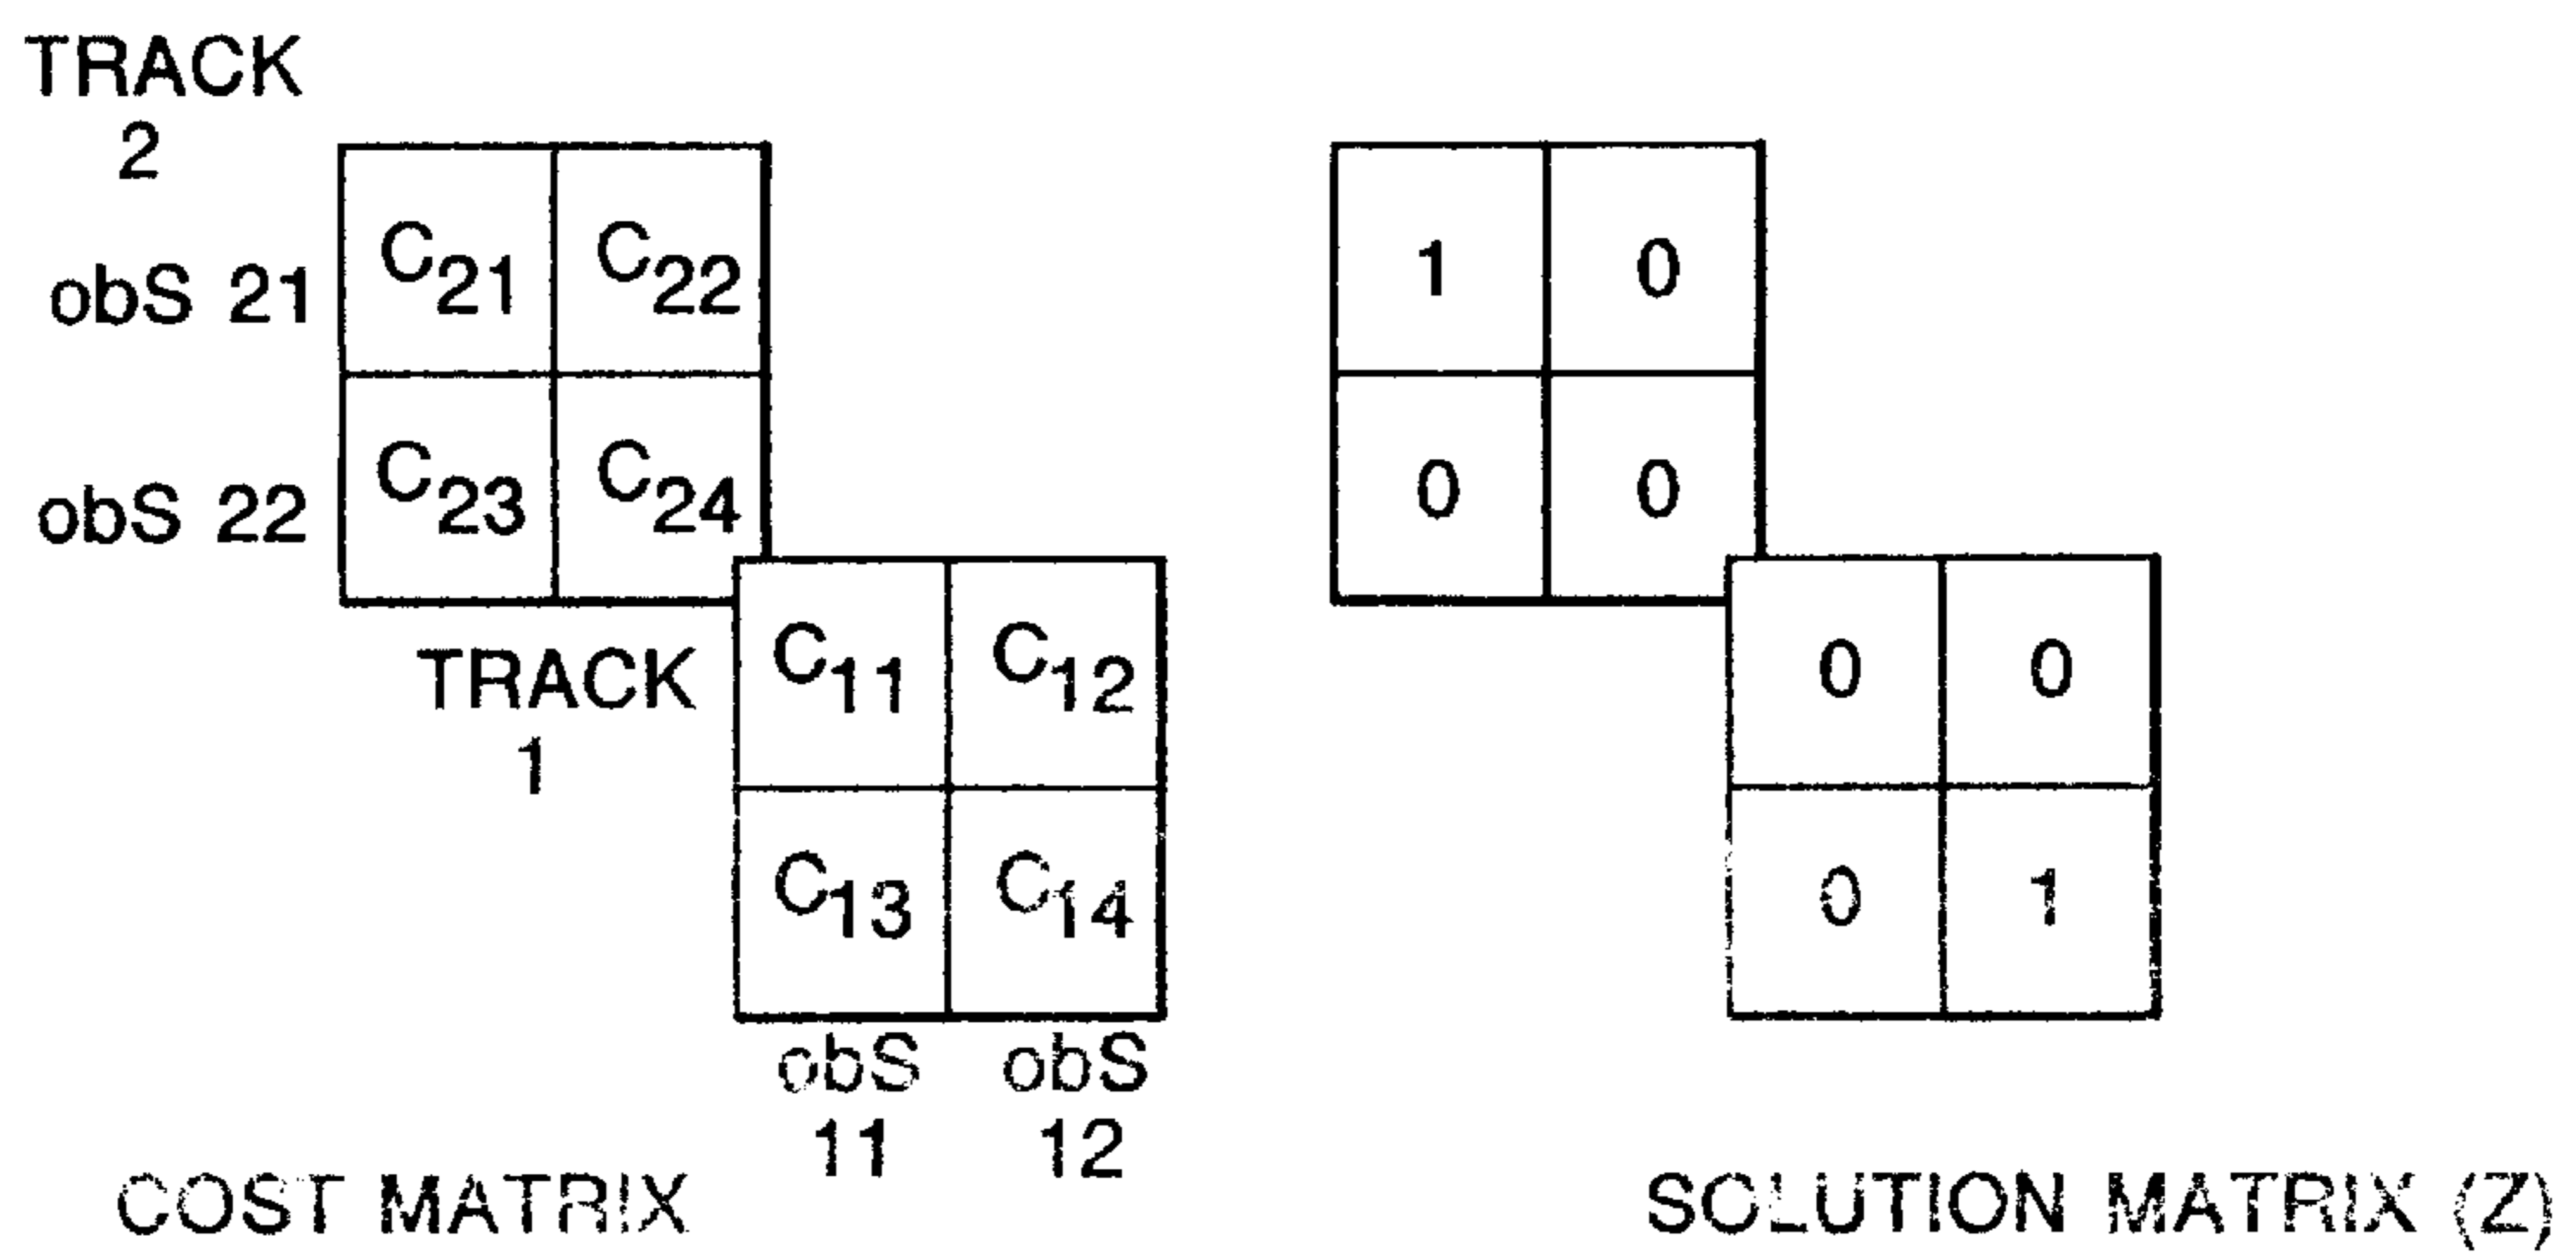 TRACK
2
obS 21
C21 C22
1 0
obS 22
C23 C24
0 0
TRACK
1
C11 C12
0 0
C13 C14
0 1
obS obS
11 12
COST MATRIX
SOLUTION MATRIX (Z)